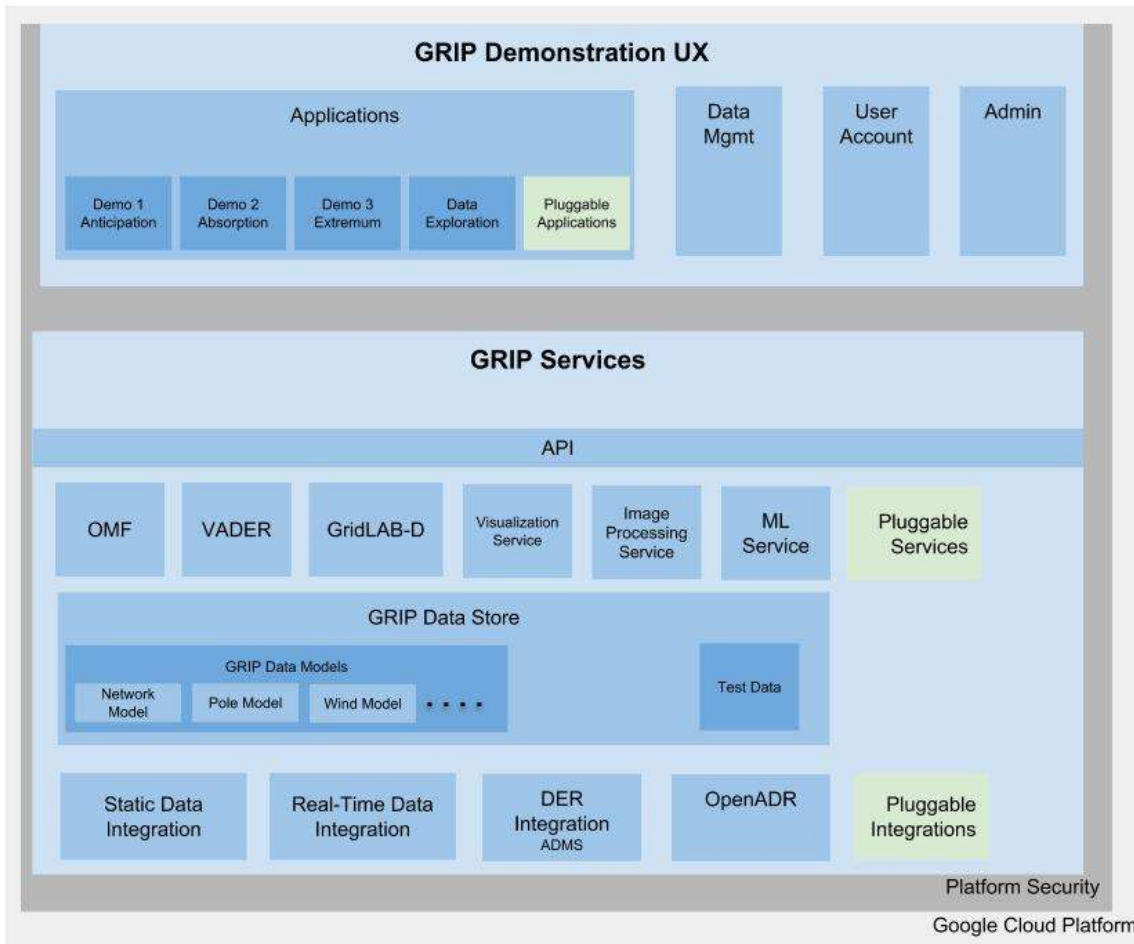 GRIP Demonstration UX
Applications
Data
Mgmt
User
Account
Admin
Demo 1
Anticipation
Demo 2
Absorption
Demo 3
Extremum
Data
Exploration
Pluggable
Applications
GRIP Services
API
OMF
VADER
GridLAB-D
Visualization
Service
Image
Processing
Service
ML
Service
Pluggable
Services
GRIP Data Store
GRIP Data Models
Network
Model
Pole Model
Wind Model
. . . .
Test Data
Static Data
Integration
Real-Time Data
Integration
DER
Integration
ADMS
OpenADR
Pluggable
Integrations
Platform Security
Google Cloud Platform